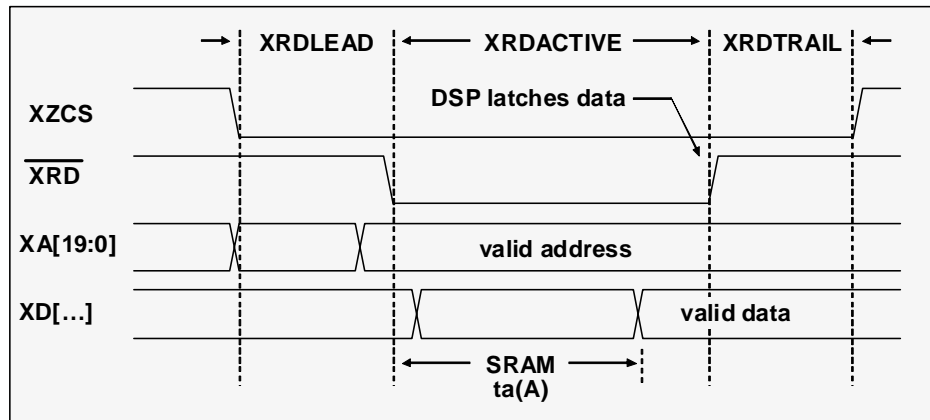 XRDLEAD XRDACTIVE XRDTRAIL
DSP latches data
XZCS
XRD
XA[19:0] valid address
XD[…] valid data
SRAM
ta(A)